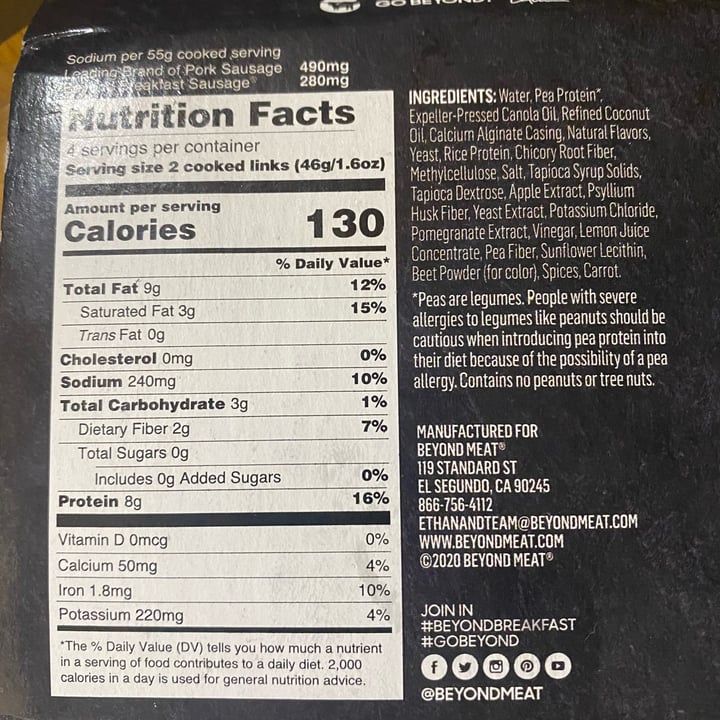 GO BEYOND!
Sodium per 55g cooked serving
Leading Brand of Pork Sausage 490mg
Breakfast Sausage® 280mg
Nutrition Facts
4 servings per container
Serving size 2 cooked links (46g/1.6oz)
Amount per serving
Calories 130
% Daily Value*
Total Fat 9g 12%
Saturated Fat 3g 15%
Trans Fat 0g
Cholesterol 0mg 0%
Sodium 240mg 10%
Total Carbohydrate 3g 1%
Dietary Fiber 2g 7%
Total Sugars 0g
Includes 0g Added Sugars 0%
Protein 8g 16%
Vitamin D 0mcg 0%
Calcium 50mg 4%
Iron 1.8mg 10%
Potassium 220mg 4%
*The % Daily Value (DV) tells you how much a nutrient
in a serving of food contributes to a daily diet. 2,000
calories in a day is used for general nutrition advice.
INGREDIENTS: Water, Pea Protein*,
Expeller-Pressed Canola Oil, Refined Coconut
Oil, Calcium Alginate Casing, Natural Flavors,
Yeast, Rice Protein, Chicory Root Fiber,
Methylcellulose, Salt, Tapioca Syrup Solids,
Tapioca Dextrose, Apple Extract, Psyllium
Husk Fiber, Yeast Extract, Potassium Chloride,
Pomegranate Extract, Vinegar, Lemon Juice
Concentrate, Pea Fiber, Sunflower Lecithin,
Beet Powder (for color), Spices, Carrot.
*Peas are legumes. People with severe
allergies to legumes like peanuts should be
cautious when introducing pea protein into
their diet because of the possibility of a pea
allergy. Contains no peanuts or tree nuts.
MANUFACTURED FOR
BEYOND MEAT®
119 STANDARD ST
EL SEGUNDO, CA 90245
866-756-4112
ETHANANDTEAM@BEYONDMEAT.COM
WWW.BEYONDMEAT.COM
©2020 BEYOND MEAT®
JOIN IN
#BEYONDBREAKFAST
#GOBEYOND
@BEYONDMEAT